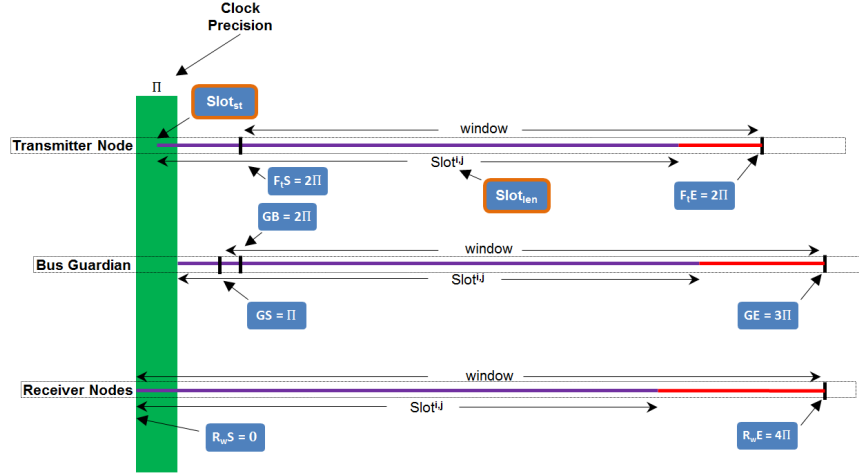 Clock
Precision
Π
Slotst
window
Transmitter Node
Sloti,j
FtS = 2Π
Slotlen
FtE = 2Π
GB = 2Π
window
Bus Guardian
Sloti,j
GS = Π
GE = 3Π
window
Receiver Nodes
Sloti,j
RwS = 0
RwE = 4Π